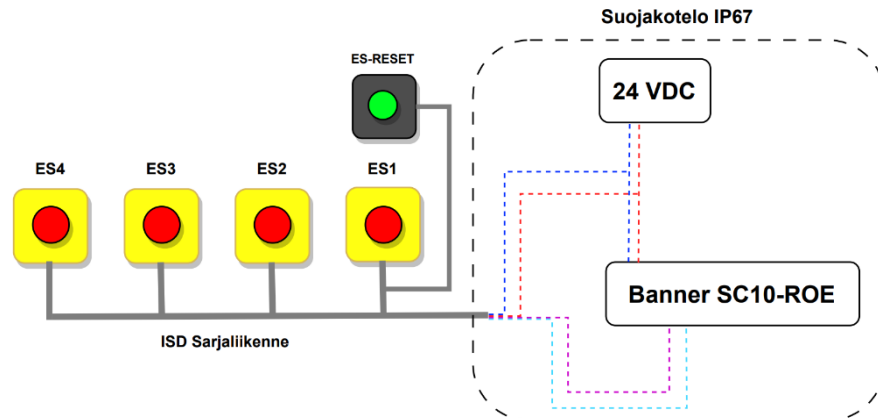 Suojakotelo IP67
ES-RESET
24 VDC
ES4
ES3
ES2
ES1
Banner SC10-ROE
ISD Sarjaliikenne